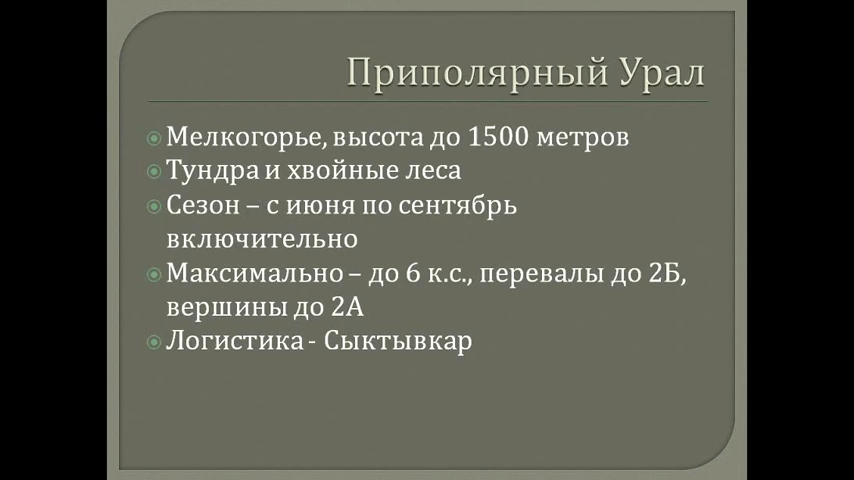 Приполярный Урал
Мелкогорье, высота до 1500 метров
Тундра и хвойные леса
Сезон – с июня по сентябрь
включительно
Максимально – до 6 к.с., перевалы до 2Б,
вершины до 2А
Логистика - Сыктывкар